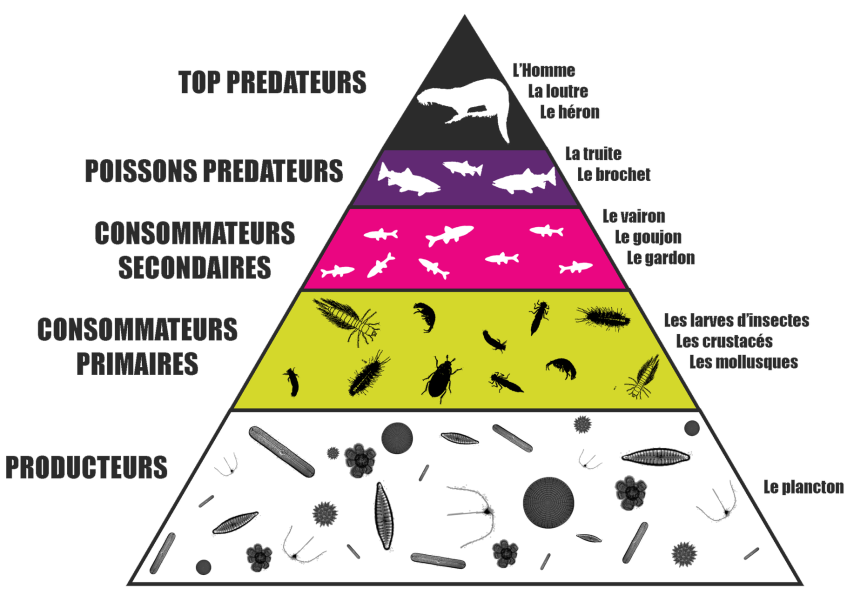 TOP PREDATEURS
L'Homme
La loutre
Le héron
POISSONS PREDATEURS
La truite
Le brochet
CONSOMMATEURS
SECONDAIRES
Le vairon
Le goujon
Le gardon
CONSOMMATEURS
PRIMAIRES
Les larves d'insectes
Les crustacés
Les mollusques
PRODUCTEURS
Le plancton